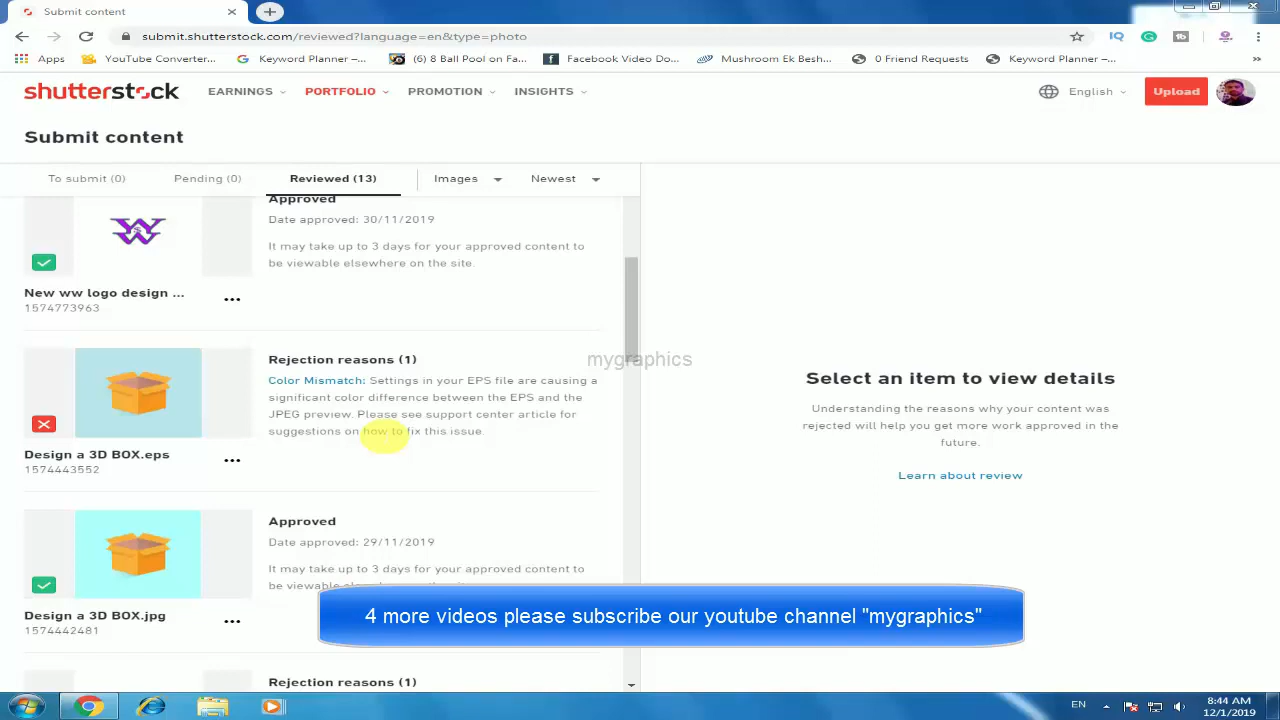 Submit content
submit.shutterstock.com/reviewed?language=en&type=photo
Apps
YouTube Converter...
Keyword Planner –...
(6) 8 Ball Pool on Fa...
Facebook Video Do...
Mushroom Ek Besh...
0 Friend Requests
Keyword Planner –...
»
shutterstock
EARNINGS
PORTFOLIO
PROMOTION
INSIGHTS
English
Upload
Submit content
To submit (0)
Pending (0)
Reviewed (13)
Images
Newest
Approved
Date approved: 30/11/2019
It may take up to 3 days for your approved content to
be viewable elsewhere on the site.
New ww logo design ...
1574773963
Rejection reasons (1)
Color Mismatch: Settings in your EPS file are causing a
significant color difference between the EPS and the
JPEG preview. Please see support center article for
suggestions on how to fix this issue.
Design a 3D BOX.eps
1574443552
Approved
Date approved: 29/11/2019
It may take up to 3 days for your approved content to
be viewable
Design a 3D BOX.jpg
1574442481
Rejection reasons (1)
mygraphics
Select an item to view details
Understanding the reasons why your content was
rejected will help you get more work approved in the
future.
Learn about review
4 more videos please subscribe our youtube channel "mygraphics"
EN
8:44 AM
12/1/2019